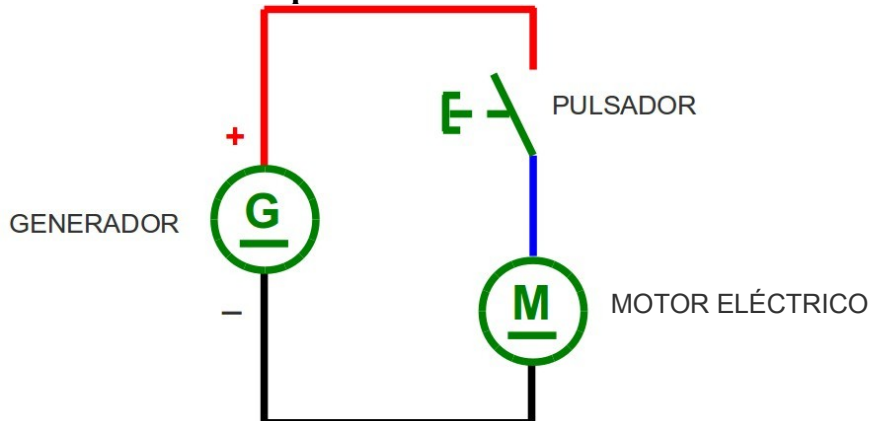 PULSADOR
+
G
GENERADOR
–
M
MOTOR ELÉCTRICO